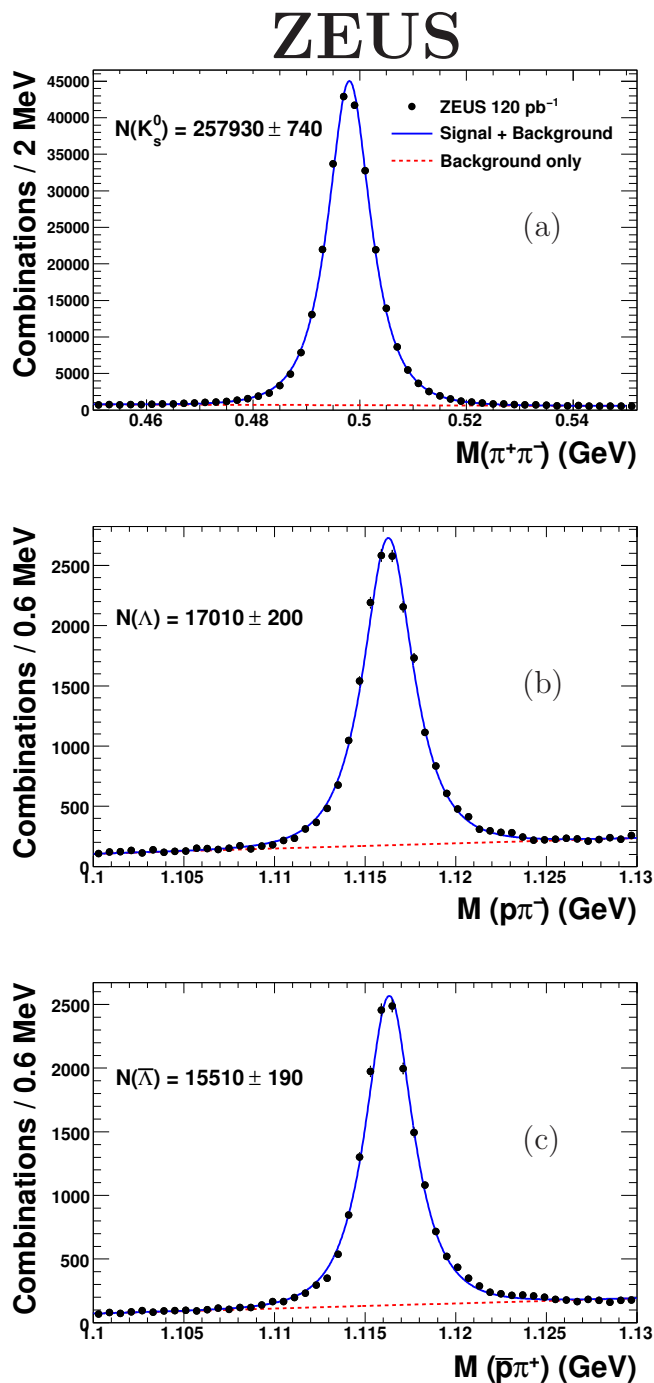 ZEUS
Combinations / 2 MeV
45000
40000
35000
30000
25000
20000
15000
10000
5000
0
N(K⁰ₛ) = 257930 ± 740
ZEUS 120 pb⁻¹
Signal + Background
Background only
(a)
0.46 0.48 0.5 0.52 0.54
M(π⁺π⁻) (GeV)
Combinations / 0.6 MeV
2500
2000
1500
1000
500
0
N(Λ) = 17010 ± 200
(b)
1.1 1.105 1.11 1.115 1.12 1.125 1.13
M (pπ⁻) (GeV)
Combinations / 0.6 MeV
2500
2000
1500
1000
500
0
N(Λ̅) = 15510 ± 190
(c)
1.1 1.105 1.11 1.115 1.12 1.125 1.13
M (p̅π⁺) (GeV)